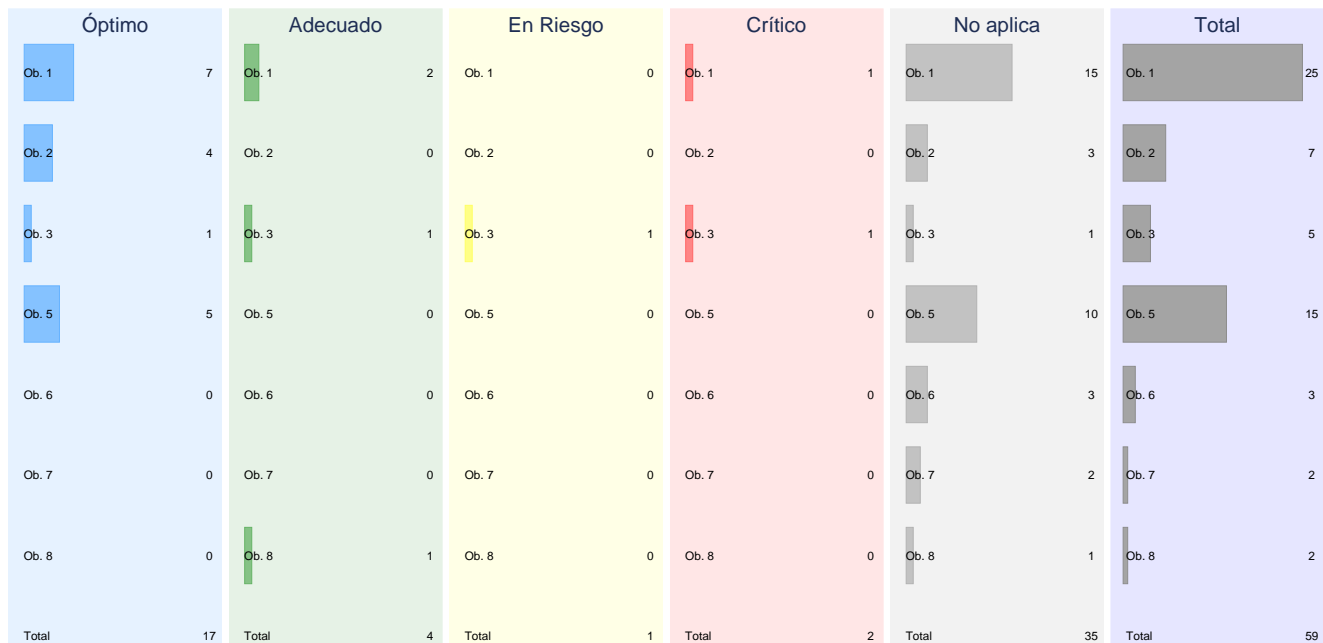 Óptimo Adecuado En Riesgo Crítico No aplica Total
Ob. 1 7 Ob. 1 2 Ob. 1 0 Ob. 1 1 Ob. 1 15 Ob. 1 25
Ob. 2 4 Ob. 2 0 Ob. 2 0 Ob. 2 0 Ob. 2 3 Ob. 2 7
Ob. 3 1 Ob. 3 1 Ob. 3 1 Ob. 3 1 Ob. 3 1 Ob. 3 5
Ob. 5 5 Ob. 5 0 Ob. 5 0 Ob. 5 0 Ob. 5 10 Ob. 5 15
Ob. 6 0 Ob. 6 0 Ob. 6 0 Ob. 6 0 Ob. 6 3 Ob. 6 3
Ob. 7 0 Ob. 7 0 Ob. 7 0 Ob. 7 0 Ob. 7 2 Ob. 7 2
Ob. 8 0 Ob. 8 1 Ob. 8 0 Ob. 8 0 Ob. 8 1 Ob. 8 2
Total 17 Total 4 Total 1 Total 2 Total 35 Total 59